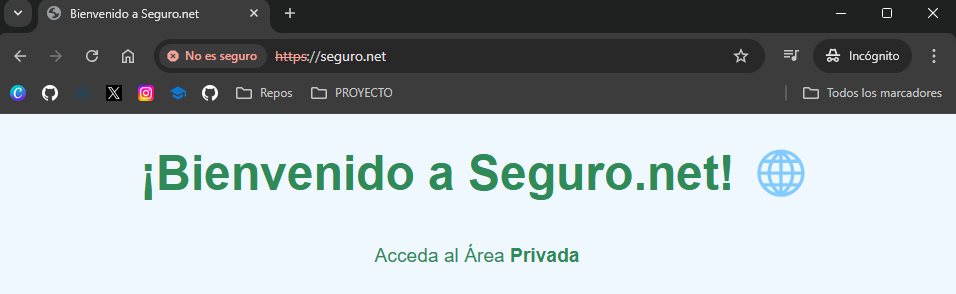 Bienvenido a Seguro.net
No es seguro https://seguro.net Incógnito
Repos PROYECTO Todos los marcadores
¡Bienvenido a Seguro.net!
Acceda al Área Privada